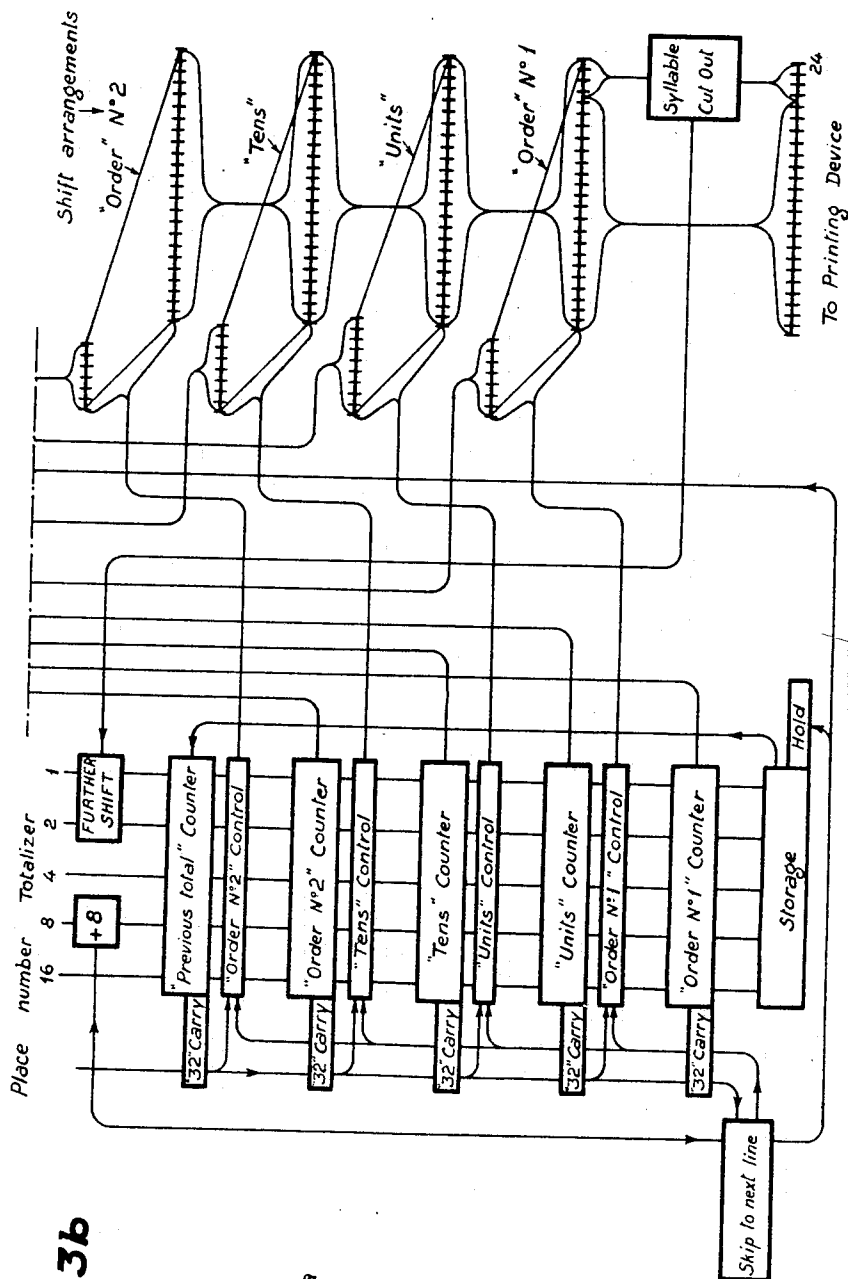 3b
Place number Totalizer
16
8
4
2
1
+8
FURTHER
SHIFT
"Previous total" Counter
"32" Carry
"Order N°2" Control
"Order N°2" Counter
"32" Carry
"Tens" Control
"Tens" Counter
"32" Carry
"Units" Control
"Units" Counter
"32" Carry
"Order N°1" Control
"Order N°1" Counter
"32" Carry
Storage
Hold
Skip to next line
Shift arrangements
"Order" N°2
"Tens"
"Units"
"Order" N°1
Syllable
Cut Out
24
To Printing Device